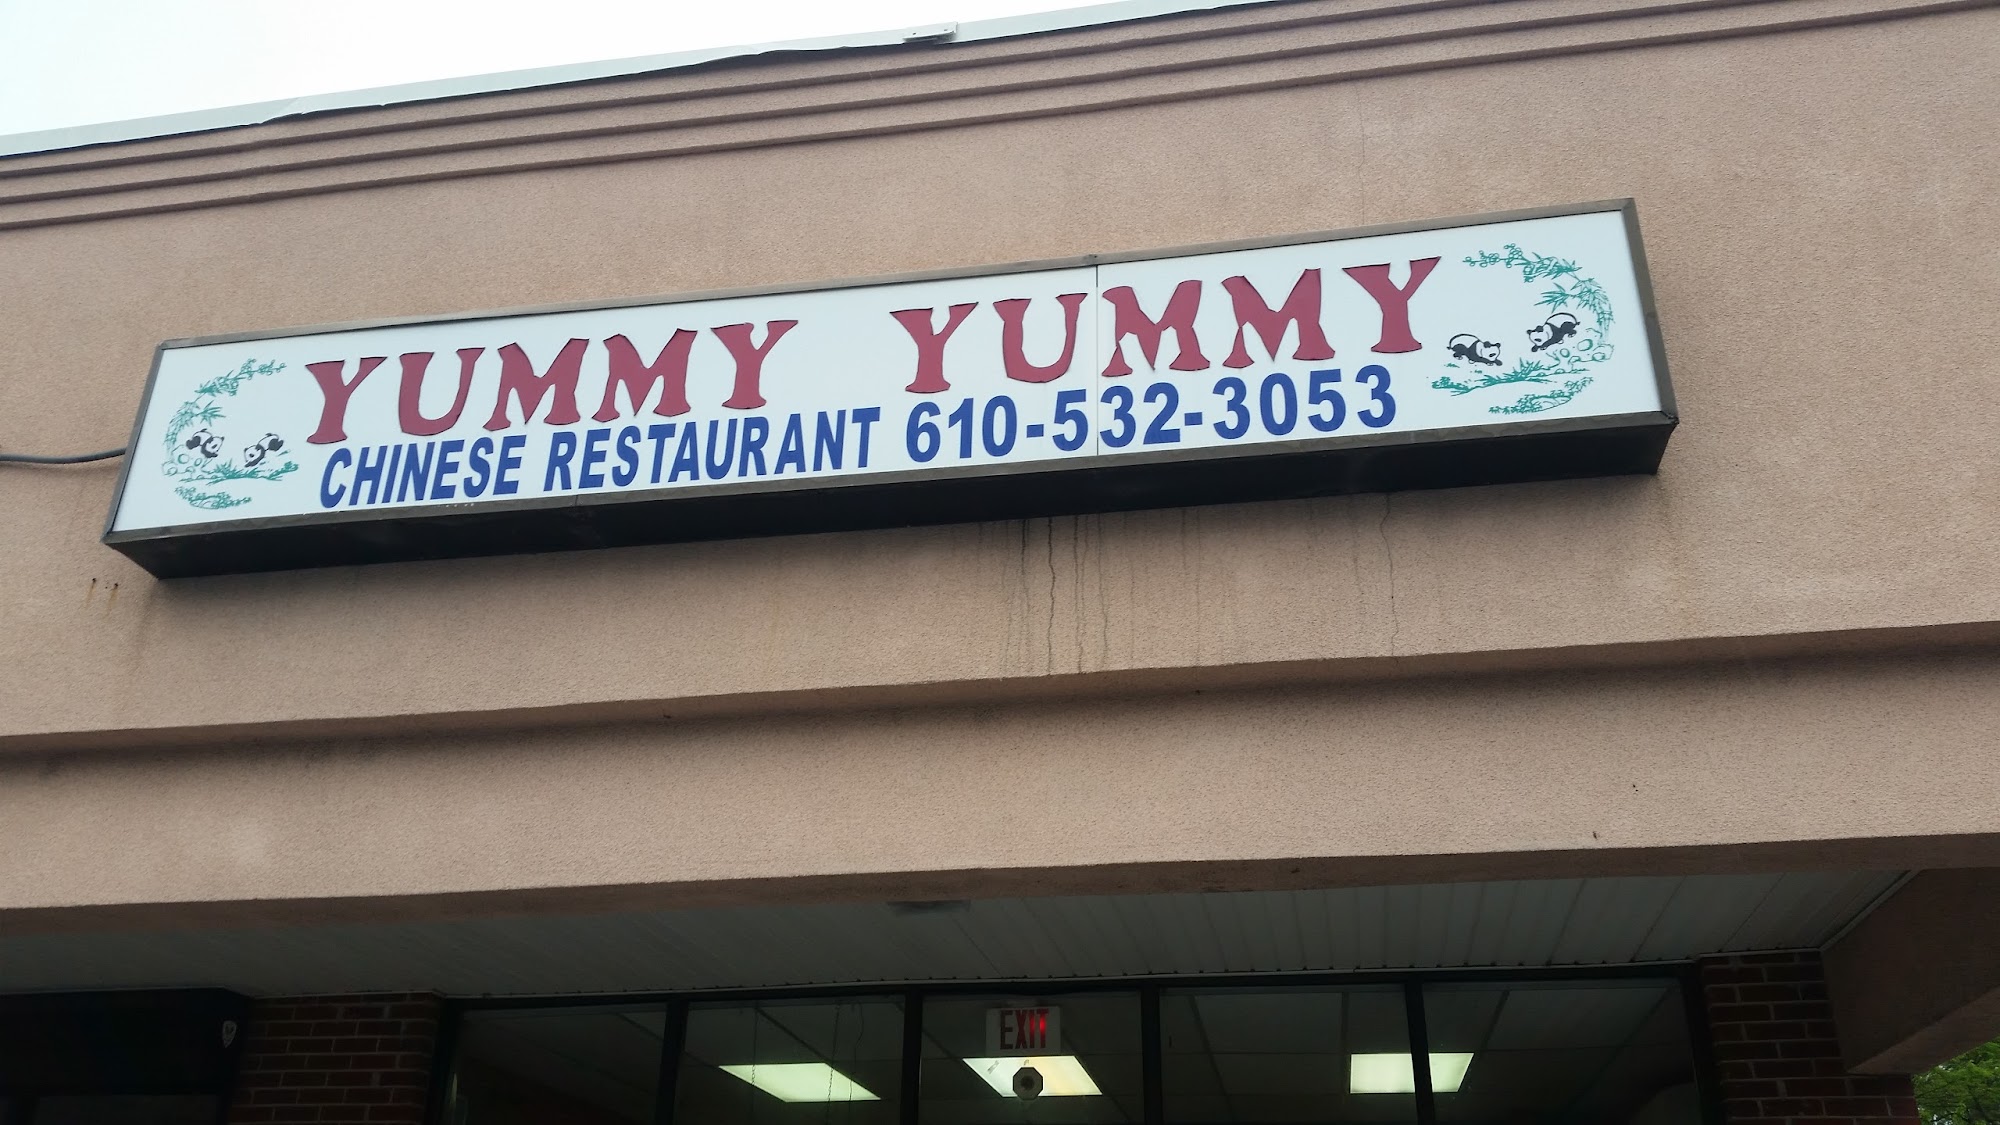 YUMMY YUMMY
CHINESE RESTAURANT 610-532-3053
EXIT